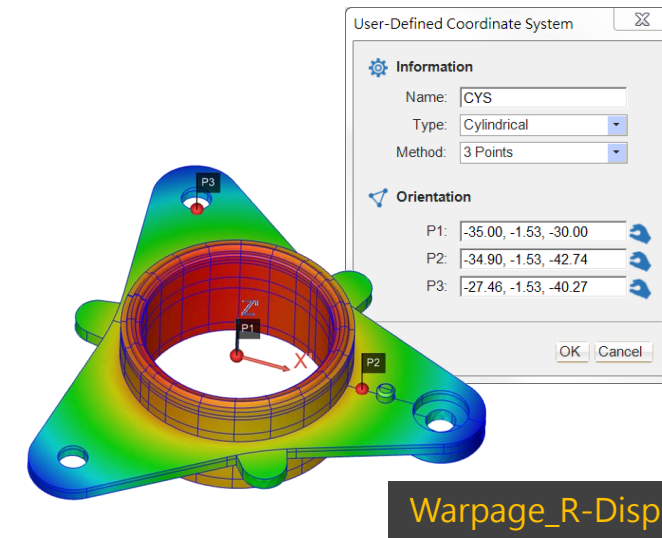 User-Defined Coordinate System
Information
Name: CYS
Type: Cylindrical
Method: 3 Points
Orientation
P1: -35.00, -1.53, -30.00
P2: -34.90, -1.53, -42.74
P3: -27.46, -1.53, -40.27
OK Cancel
P3
Z'
P1
X'
P2
Warpage_R-Disp